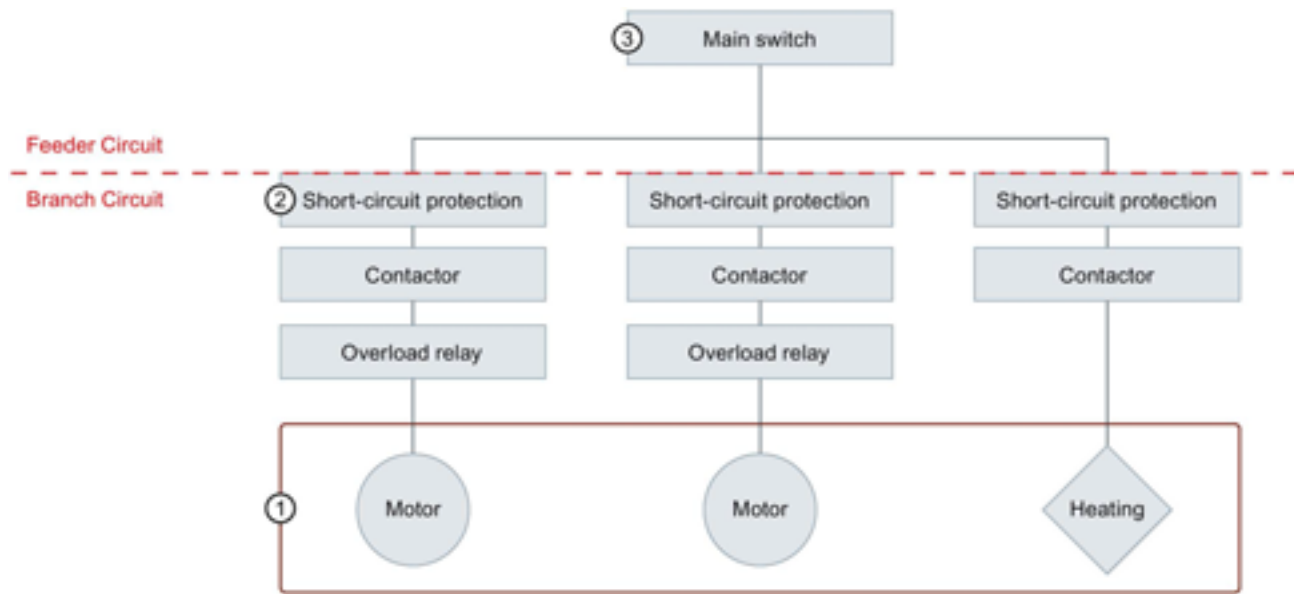 3 Main switch
Feeder Circuit
Branch Circuit
2 Short-circuit protection
Short-circuit protection
Short-circuit protection
Contactor
Contactor
Contactor
Overload relay
Overload relay
1
Motor
Motor
Heating